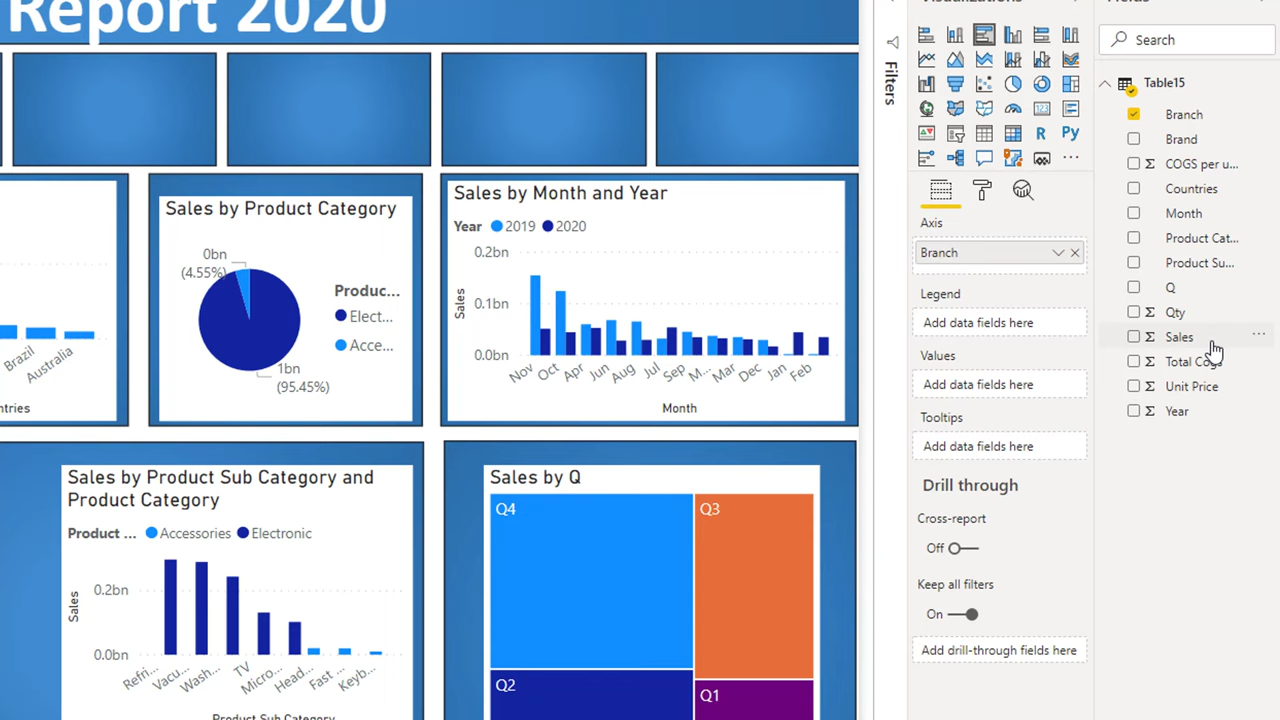 Report 2020
Visualizations
Fields
Filters
Search
Table15
Branch
Brand
COGS per u...
Countries
Month
Product Cat...
Product Su...
Q
Qty
Sales
Total Cogs
Unit Price
Year
R
Py
Axis
Branch
Legend
Add data fields here
Values
Add data fields here
Tooltips
Add data fields here
Drill through
Cross-report
Off
Keep all filters
On
Add drill-through fields here
Brazil
Australia
ntries
Sales by Product Category
0bn
(4.55%)
1bn
(95.45%)
Produc...
Elect...
Acce...
Sales by Month and Year
Year 2019 2020
0.2bn
0.1bn
0.0bn
Sales
Nov Oct Apr Jun Aug Jul Sep M... Mar Dec Jan Feb
Month
Sales by Product Sub Category and
Product Category
Product ... Accessories Electronic
0.2bn
0.0bn
Sales
Refri... Vacu... Wash... TV Micro... Head... Fast ... Keyb...
Product Sub Category
Sales by Q
Q4
Q3
Q2
Q1